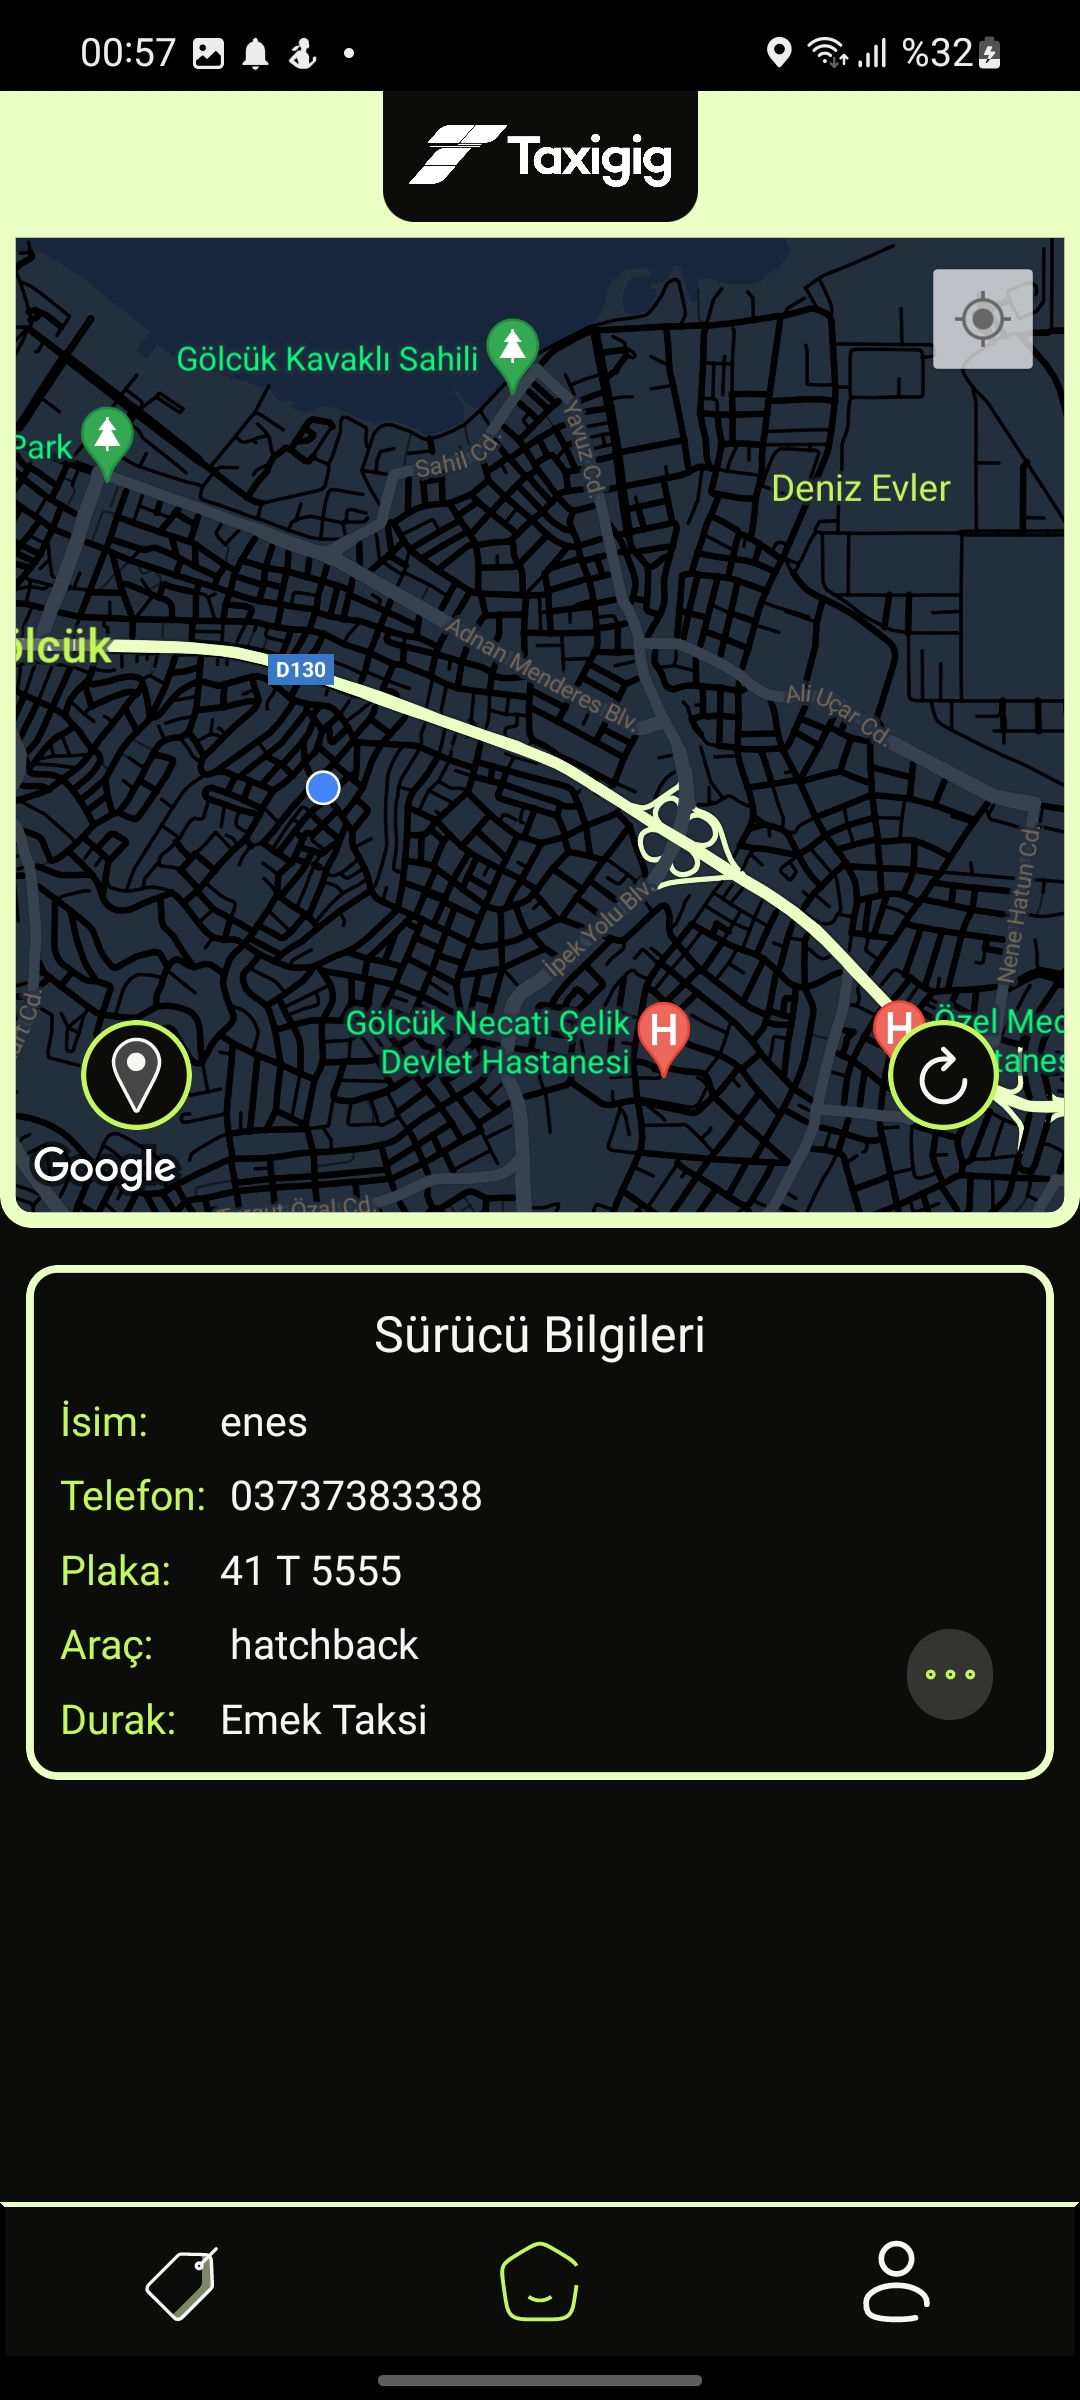 00:57
%32
Taxigig
Gölcük Kavaklı Sahili
Park
Sahil Cd.
Yavuz Cd.
Deniz Evler
ölcük
D130
Adnan Menderes Blv.
Ali Uçar Cd.
İpek Yolu Blv.
Nene Hatun Cd.
Gölcük Necati Çelik
Devlet Hastanesi
H
H
Özel Med
tanes
Cd.
Google
Turgut Özal Cd.
Sürücü Bilgileri
İsim: enes
Telefon: 03737383338
Plaka: 41 T 5555
Araç: hatchback
Durak: Emek Taksi